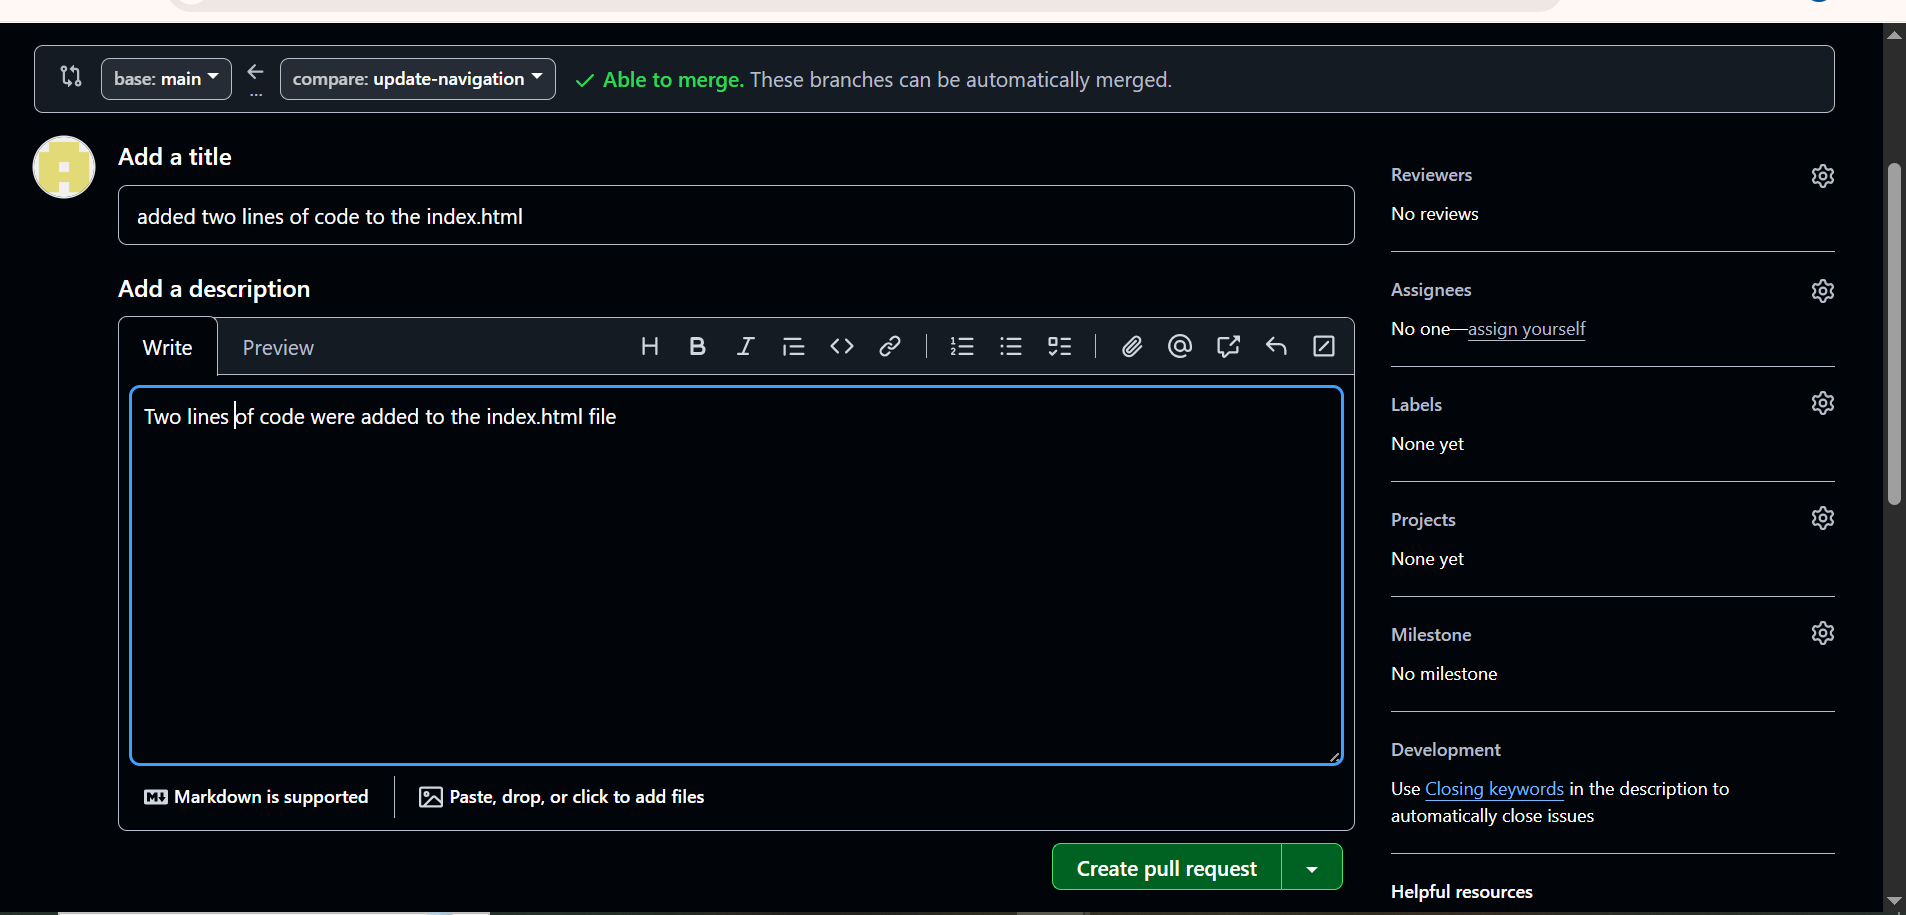 base: main
compare: update-navigation
Able to merge. These branches can be automatically merged.
Add a title
added two lines of code to the index.html
Add a description
Write
Preview
Two lines of code were added to the index.html file
Markdown is supported
Paste, drop, or click to add files
Create pull request
Reviewers
No reviews
Assignees
No one—assign yourself
Labels
None yet
Projects
None yet
Milestone
No milestone
Development
Use Closing keywords in the description to
automatically close issues
Helpful resources